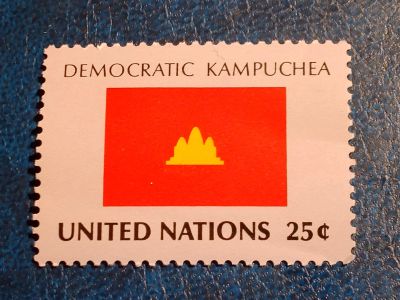 DEMOCRATIC KAMPUCHEA
UNITED NATIONS 25¢